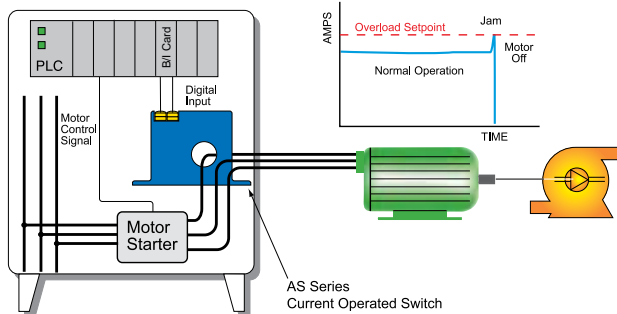 PLC
B/I Card
Motor
Control
Signal
Digital
Input
Motor
Starter
AS Series
Current Operated Switch
AMPS
Overload Setpoint
Jam
Motor
Off
Normal Operation
TIME